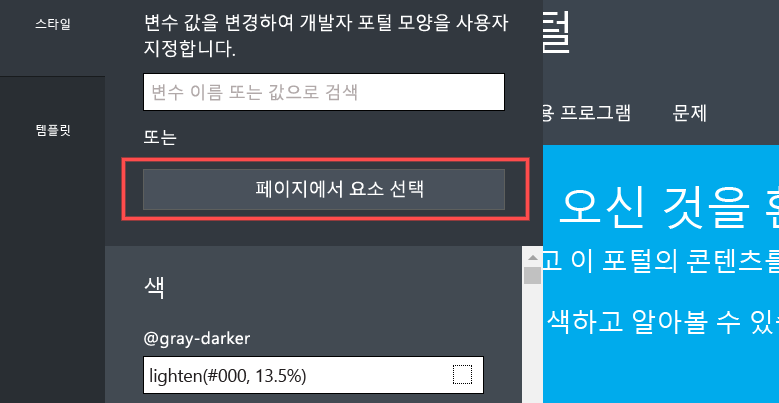 스타일
템플릿
변수 값을 변경하여 개발자 포털 모양을 사용자
지정합니다.
변수 이름 또는 값으로 검색
또는
페이지에서 요소 선택
색
@gray-darker
lighten(#000, 13.5%)
털
용 프로그램 문제
오신 것을
고 이 포털의 콘텐츠를
색하고 알아볼 수